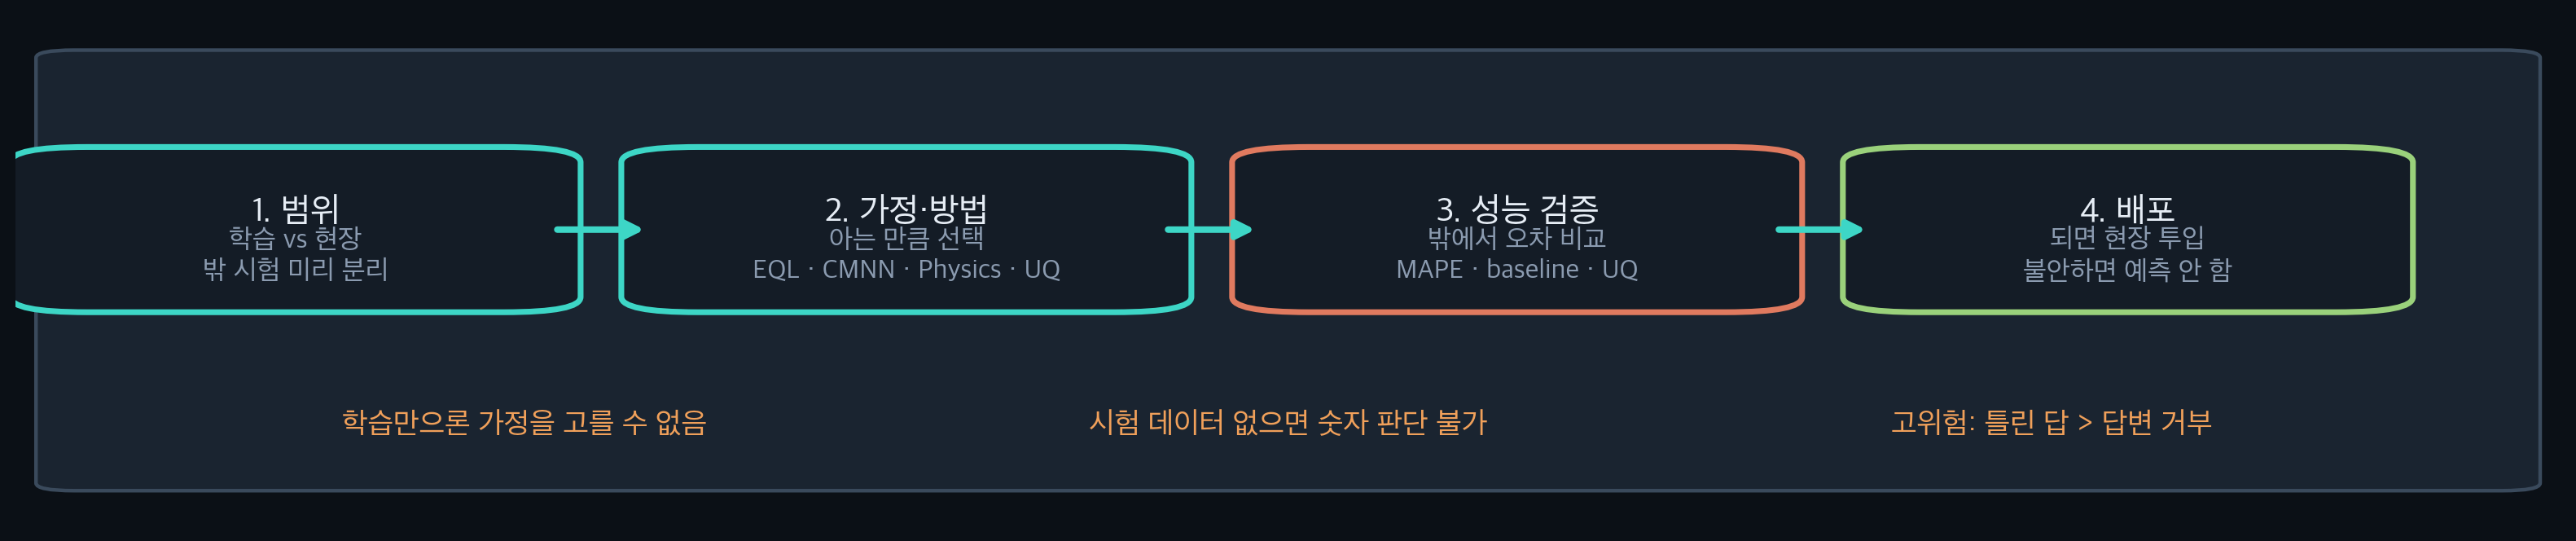 1. 범위
학습 vs 현장
밖 시험 미리 분리
2. 가정·방법
아는 만큼 선택
EQL · CMNN · Physics · UQ
3. 성능 검증
밖에서 오차 비교
MAPE · baseline · UQ
4. 배포
되면 현장 투입
불안하면 예측 안 함
학습만으론 가정을 고를 수 없음
시험 데이터 없으면 숫자 판단 불가
고위험: 틀린 답 > 답변 거부